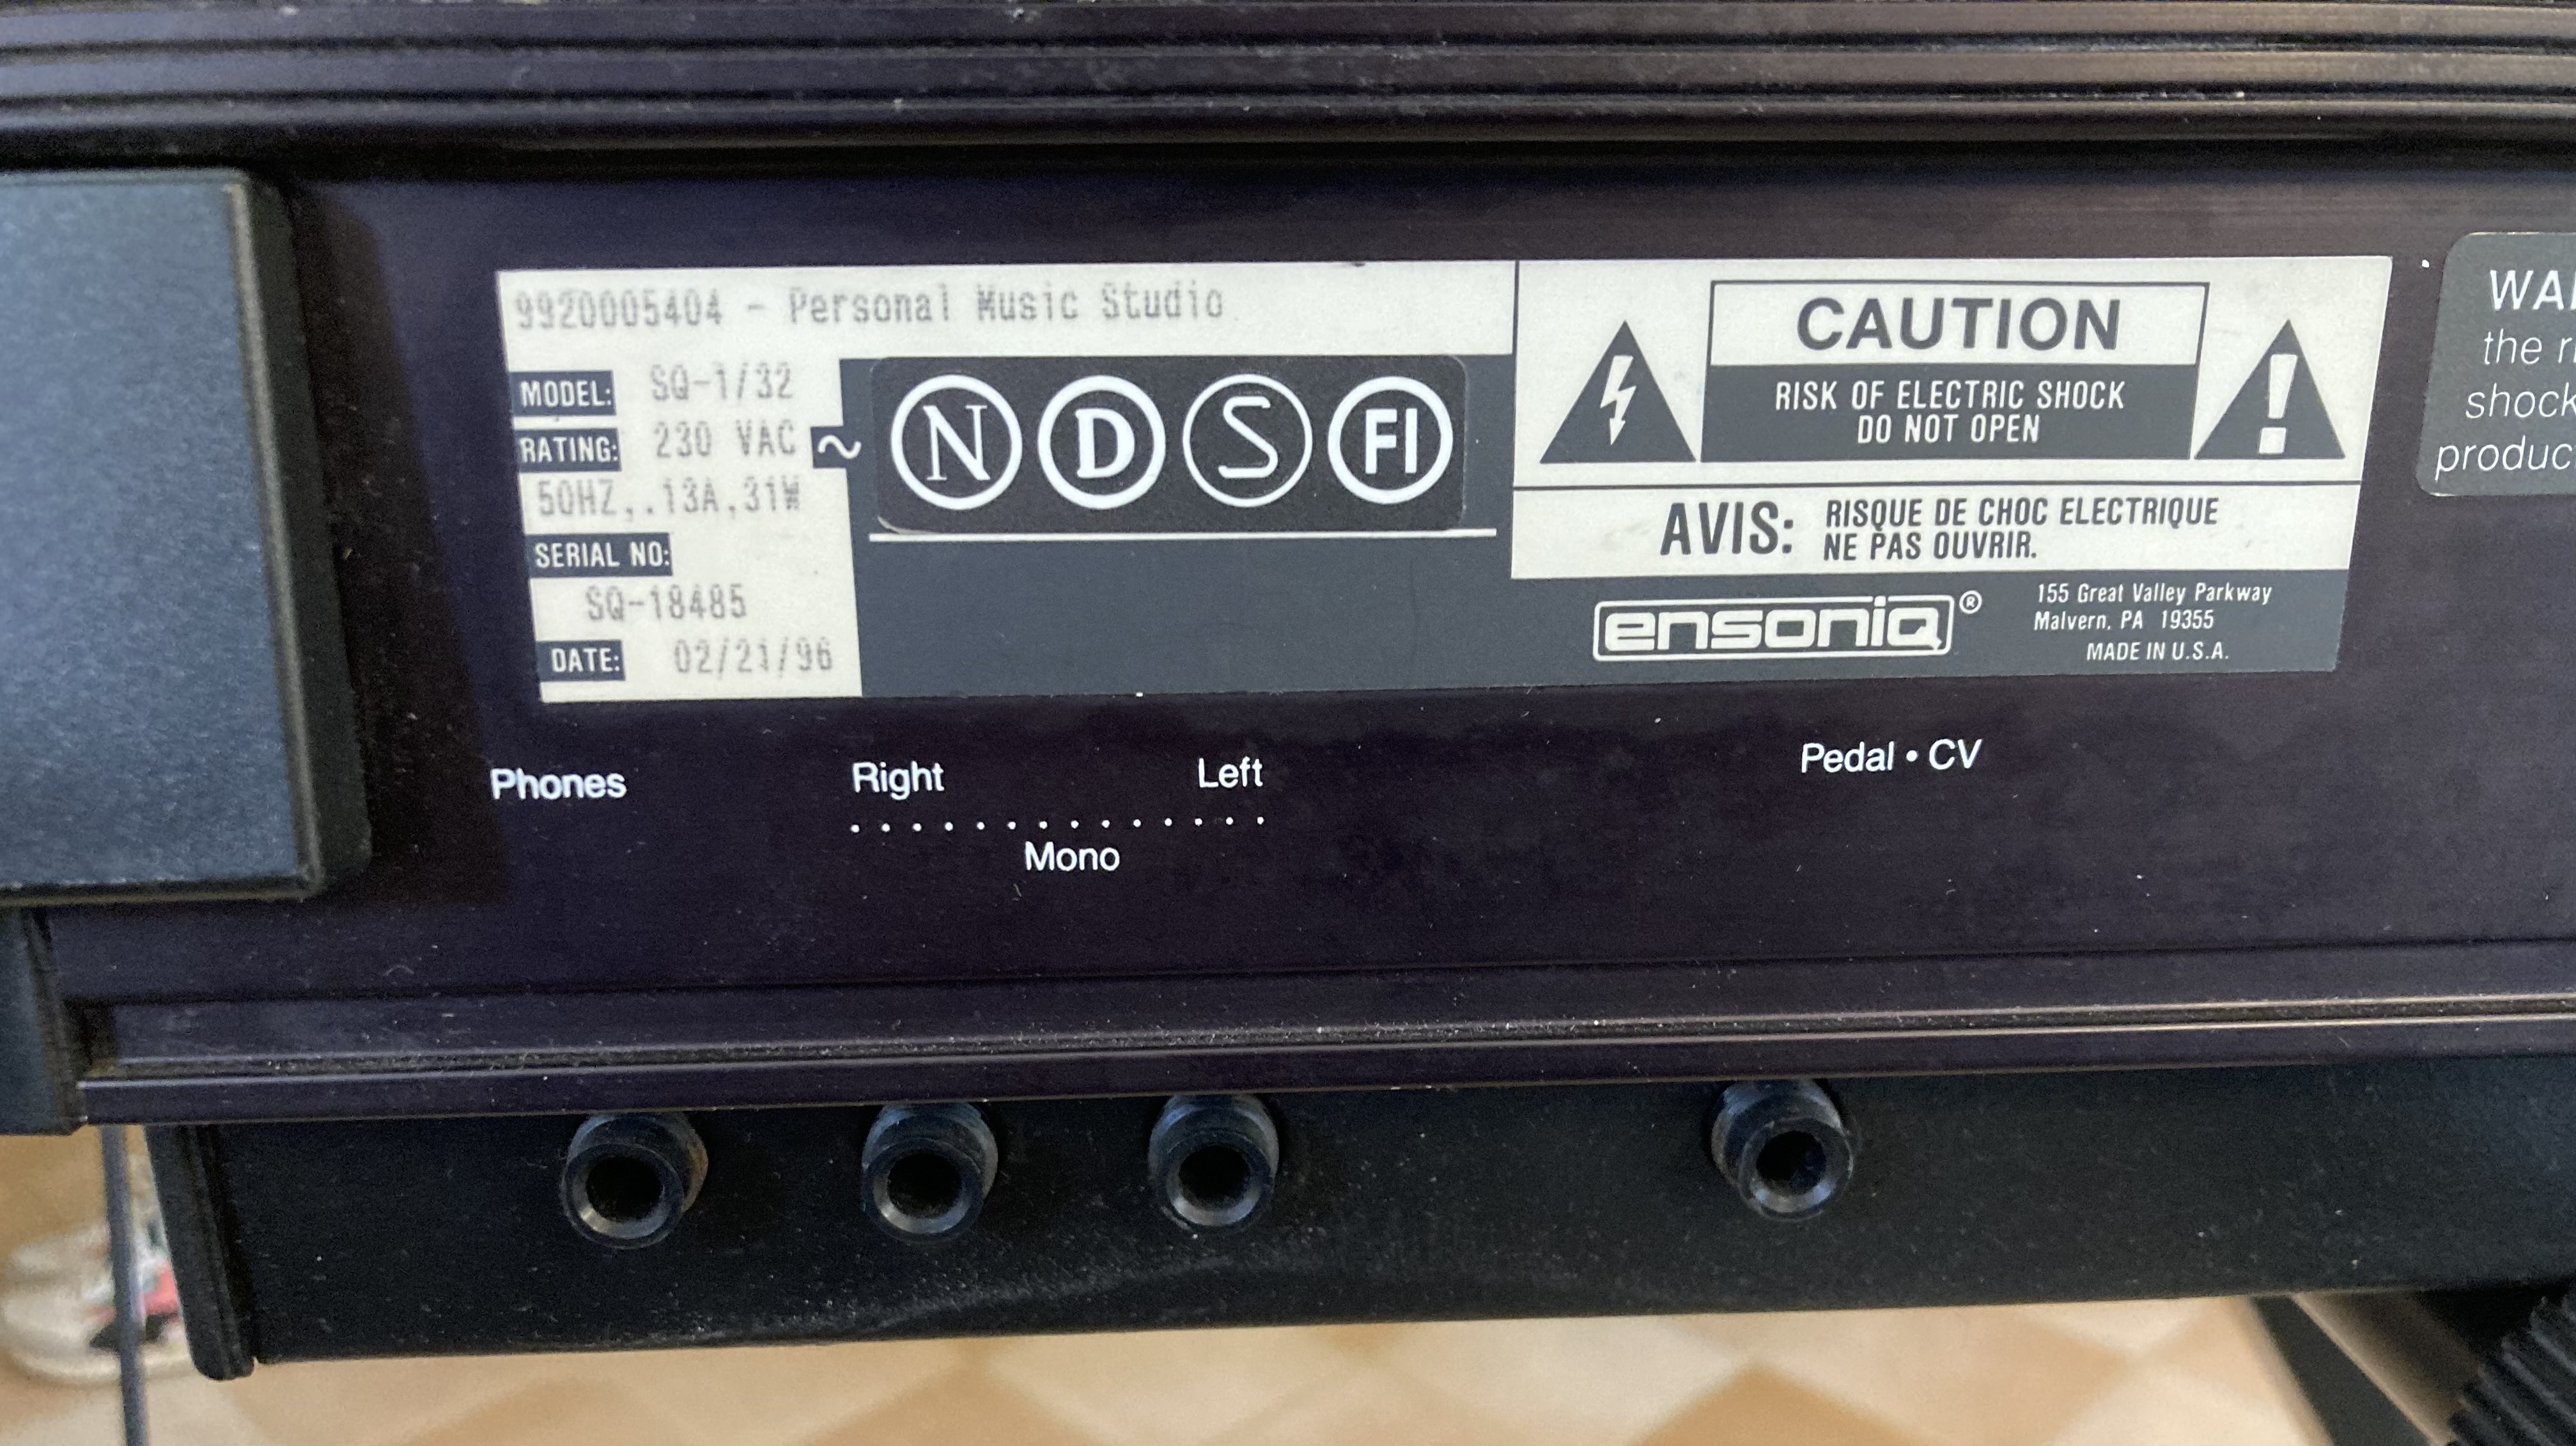 9920005404 - Personal Music Studio
MODEL: SQ-1/32
RATING: 230 VAC ~
50HZ,.13A,31W
SERIAL NO:
SQ-18485
DATE: 02/21/96
N D S FI
CAUTION
RISK OF ELECTRIC SHOCK
DO NOT OPEN
AVIS: RISQUE DE CHOC ELECTRIQUE
NE PAS OUVRIR.
ensoniq®
155 Great Valley Parkway
Malvern, PA 19355
MADE IN U.S.A.
the
shock
Phones
Right Left
Mono
Pedal • CV